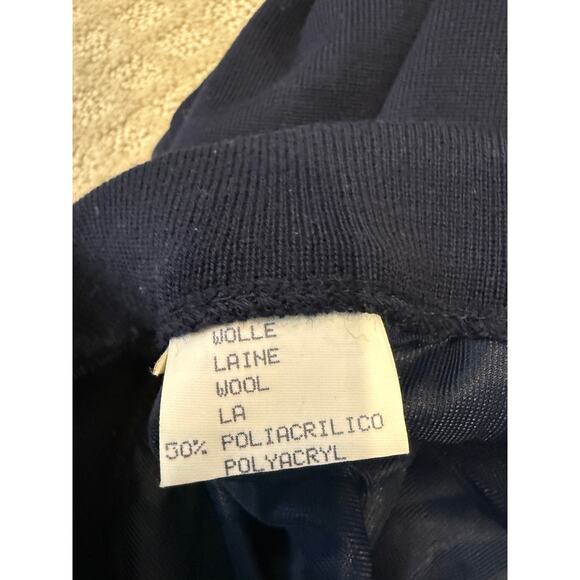 WOLLE
LAINE
WOOL
LA
50% POLIACRILICO
POLYACRYL